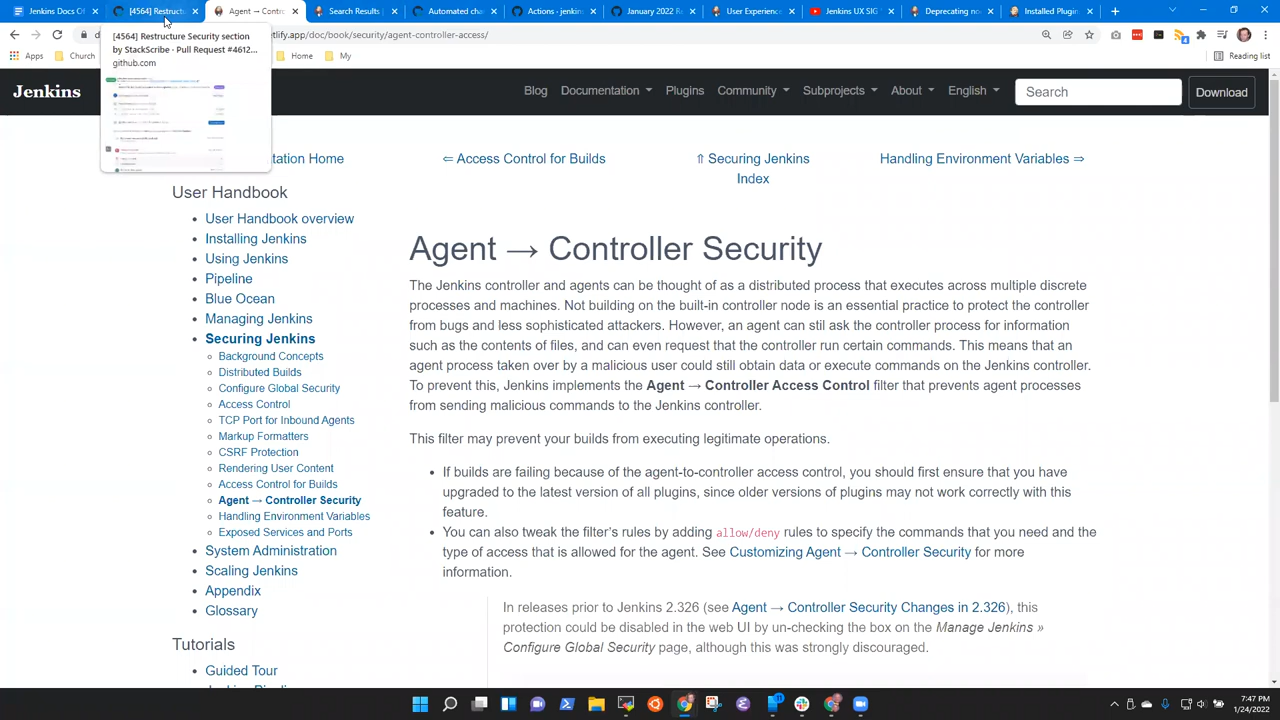 Jenkins Docs Of
[4564] Restruct
Search Results
Agent → Contro
Actions · jenkin
January 2022 R
User Experienc
Jenkins UX SIG
Inbox
etlify.app/doc/book/security/agent-controller-access/
Apps
Church
Home
My
Reading list
[4564] Restructure Security section
by StackScribe · Pull Request #4612...
github.com
Jenkins
Blog
Documentation
Plugins
Community
Subprojects
About
English
Search
Download
tation Home
⇐ Access Control for Builds
⇑ Securing Jenkins
Index
Handling Environment Variables ⇒
User Handbook
User Handbook overview
Installing Jenkins
Using Jenkins
Pipeline
Blue Ocean
Managing Jenkins
Securing Jenkins
Background Concepts
Distributed Builds
Configure Global Security
Access Control
TCP Port for Inbound Agents
Markup Formatters
CSRF Protection
Rendering User Content
Access Control for Builds
Agent → Controller Security
Handling Environment Variables
Exposed Services and Ports
System Administration
Scaling Jenkins
Appendix
Glossary
Tutorials
Guided Tour
Agent → Controller Security
The Jenkins controller and agents can be thought of as a distributed process that executes across multiple discrete
processes and machines. Not building on the built-in controller node is an essential practice to protect the controller
from bugs and less sophisticated attackers. However, an agent can stil ask the controller process for information
such as the contents of files, and can even request that the controller run certain commands. This means that an
agent process taken over by a malicious user could still obtain data or execute commands on the Jenkins controller.
To prevent this, Jenkins implements the Agent → Controller Access Control filter that prevents agent processes
from sending malicious commands to the Jenkins controller.
This filter may prevent your builds from executing legitimate operations.
If builds are failing because of the agent-to-controller access control, you should first ensure that you have
upgraded to the latest version of all plugins, since older versions of plugins may not work correctly with this
feature.
You can also tweak the filter's rules by adding allow/deny rules to specify the commands that you need and the
type of access that is allowed for the agent. See Customizing Agent → Controller Security for more
information.
In releases prior to Jenkins 2.326 (see Agent → Controller Security Changes in 2.326), this
protection could be disabled in the web UI by un-checking the box on the Manage Jenkins »
Configure Global Security page, although this was strongly discouraged.
7:47 PM
1/24/2022